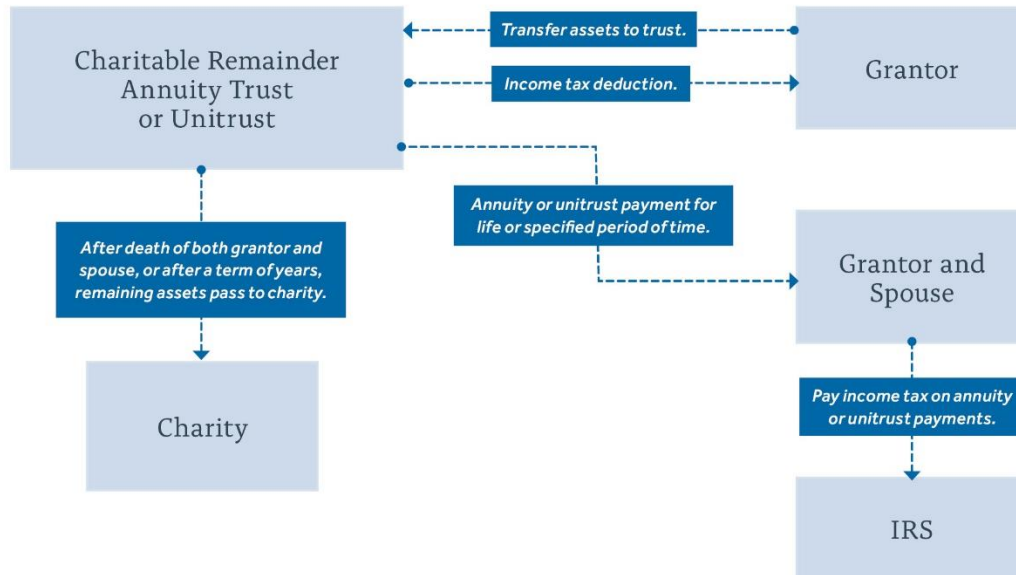 Transfer assets to trust.
Charitable Remainder
Annuity Trust
or Unitrust
Grantor
Income tax deduction.
Annuity or unitrust payment for
life or specified period of time.
After death of both grantor and
spouse, or after a term of years,
remaining assets pass to charity.
Grantor and
Spouse
Charity
Pay income tax on annuity
or unitrust payments.
IRS